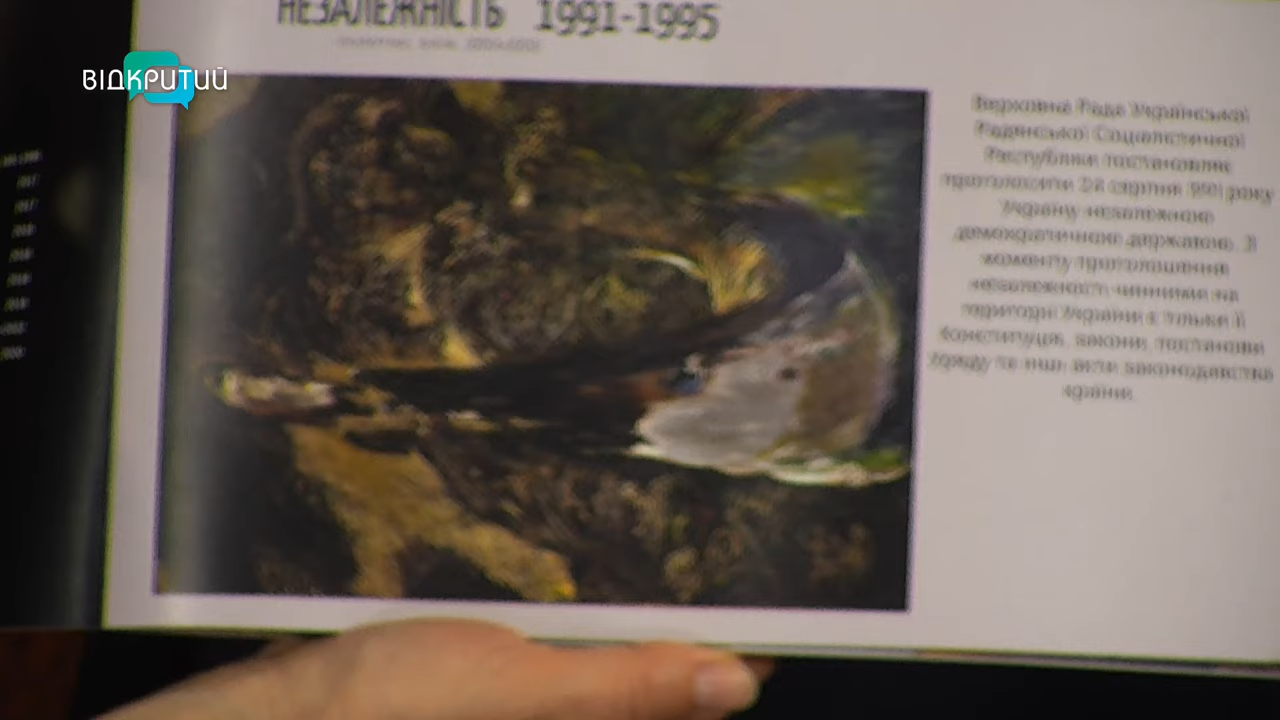 НЕЗАЛЕЖНІСТЬ 1991-1995
ВІДКРИТИЙ
Верховна Рада Української
Радянської Соціалістичної
Республіки постановляє
проголосити 24 серпня 1991 року
Україну незалежною
демократичною державою. З
моменту проголошення
незалежності чинними на
території України є тільки її
Конституція, закони, постанови
Уряду та інші акти законодавства
країни.